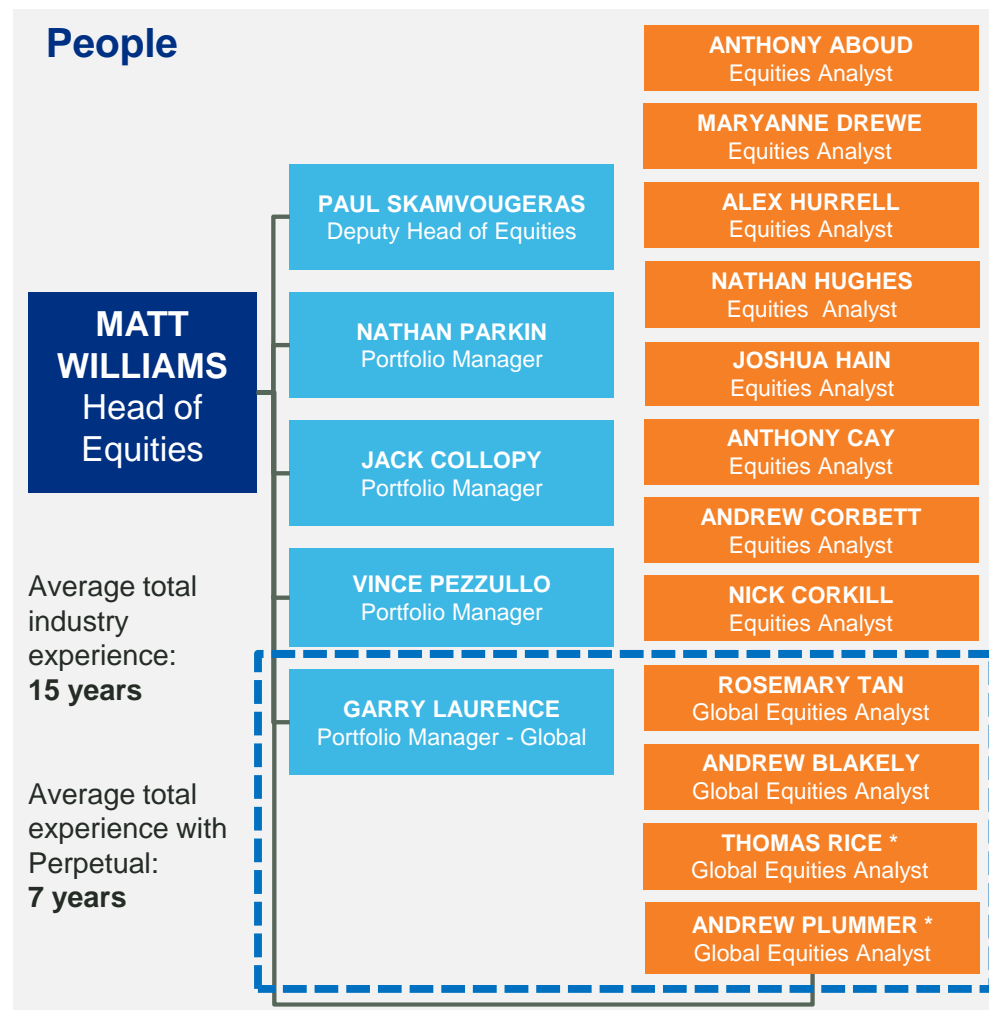 People
MATT
WILLIAMS
Head of
Equities
Average total
industry
experience:
15 years
Average total
experience with
Perpetual:
7 years
PAUL SKAMVOUGERAS
Deputy Head of Equities
NATHAN PARKIN
Portfolio Manager
JACK COLLOPY
Portfolio Manager
VINCE PEZZULLO
Portfolio Manager
GARRY LAURENCE
Portfolio Manager - Global
ANTHONY ABOUD
Equities Analyst
MARYANNE DREWE
Equities Analyst
ALEX HURRELL
Equities Analyst
NATHAN HUGHES
Equities Analyst
JOSHUA HAIN
Equities Analyst
ANTHONY CAY
Equities Analyst
ANDREW CORBETT
Equities Analyst
NICK CORKILL
Equities Analyst
ROSEMARY TAN
Global Equities Analyst
ANDREW BLAKELY
Global Equities Analyst
THOMAS RICE *
Global Equities Analyst
ANDREW PLUMMER *
Global Equities Analyst